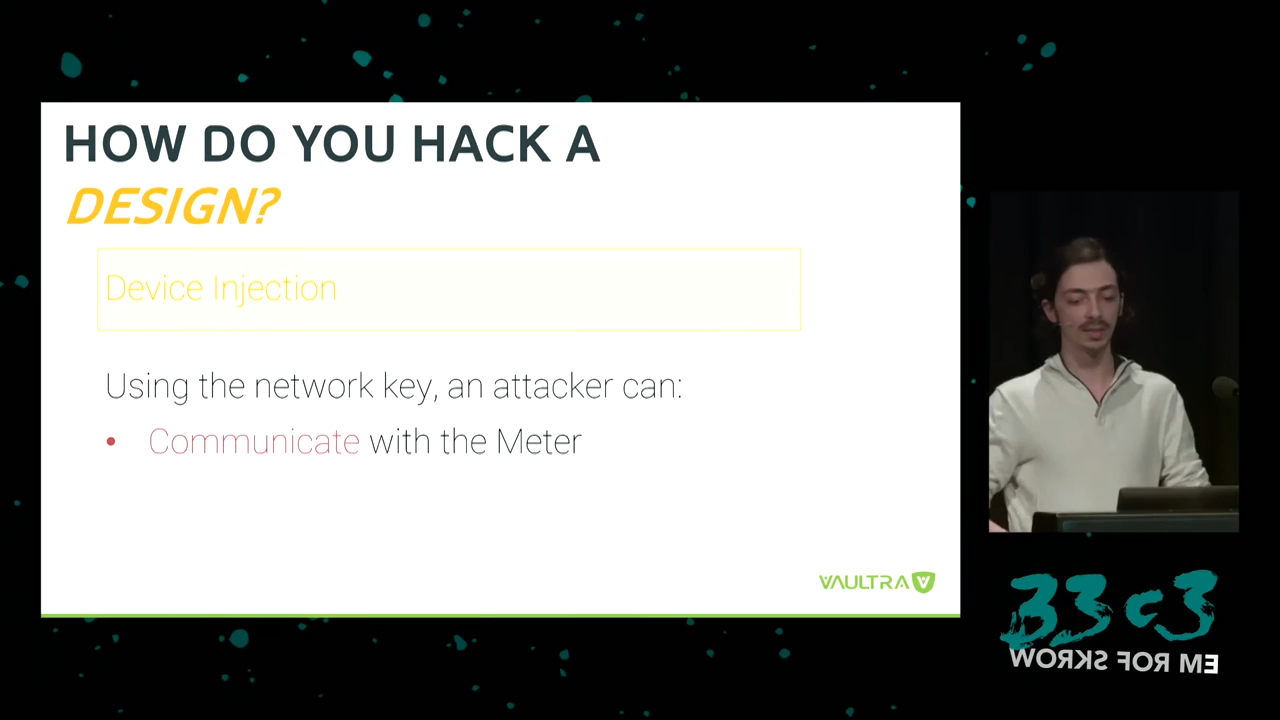 HOW DO YOU HACK A
DESIGN?
Device Injection
Using the network key, an attacker can:
• Communicate with the Meter
VAULTRA
33c3
WORKS FOR ME